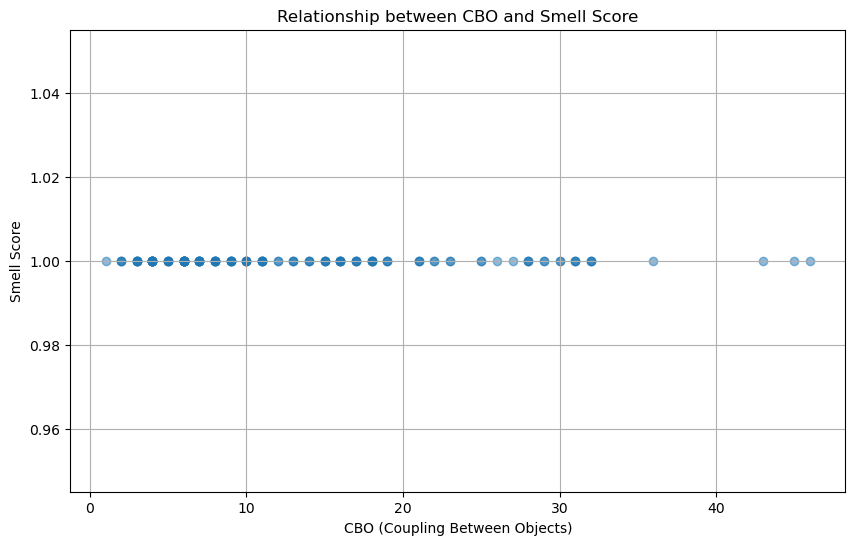 Relationship between CBO and Smell Score
1.04
1.02
1.00
0.98
0.96
Smell Score
0 10 20 30 40
CBO (Coupling Between Objects)